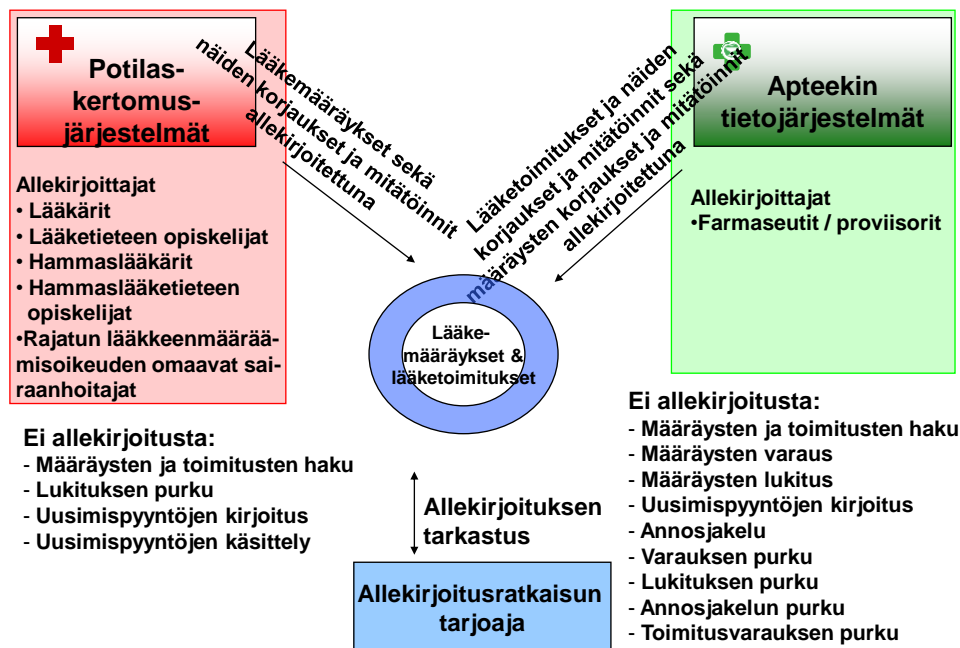 Potilas-
kertomus-
järjestelmät
Allekirjoittajat
• Lääkärit
• Lääketieteen opiskelijat
• Hammaslääkärit
• Hammaslääketieteen
opiskelijat
•Rajatun lääkkeenmäärää-
misoikeuden omaavat sai-
raanhoitajat
Lääkemääräykset sekä
näiden korjaukset ja mitätöinnit
allekirjoitettuna
Lääketoimitukset ja näiden
korjaukset ja mitätöinnit sekä
määräysten korjaukset ja mitätöinnit
allekirjoitettuna
Apteekin
tietojärjestelmät
Allekirjoittajat
•Farmaseutit / proviisorit
Lääke-
määräykset &
lääketoimitukset
Ei allekirjoitusta:
- Määräysten ja toimitusten haku
- Lukituksen purku
- Uusimispyyntöjen kirjoitus
- Uusimispyyntöjen käsittely
Allekirjoituksen
tarkastus
Allekirjoitusratkaisun
tarjoaja
Ei allekirjoitusta:
- Määräysten ja toimitusten haku
- Määräysten varaus
- Määräysten lukitus
- Uusimispyyntöjen kirjoitus
- Annosjakelu
- Varauksen purku
- Lukituksen purku
- Annosjakelun purku
- Toimitusvarauksen purku